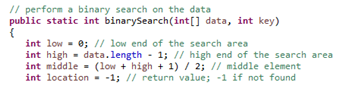 // perform a binary search on the data
public static int binarySearch(int[] data, int key)
{
int low = 0; // low end of the search area
int high = data.length - 1; // high end of the search area
int middle = (low + high + 1) / 2; // middle element
int location = -1; // return value; -1 if not found